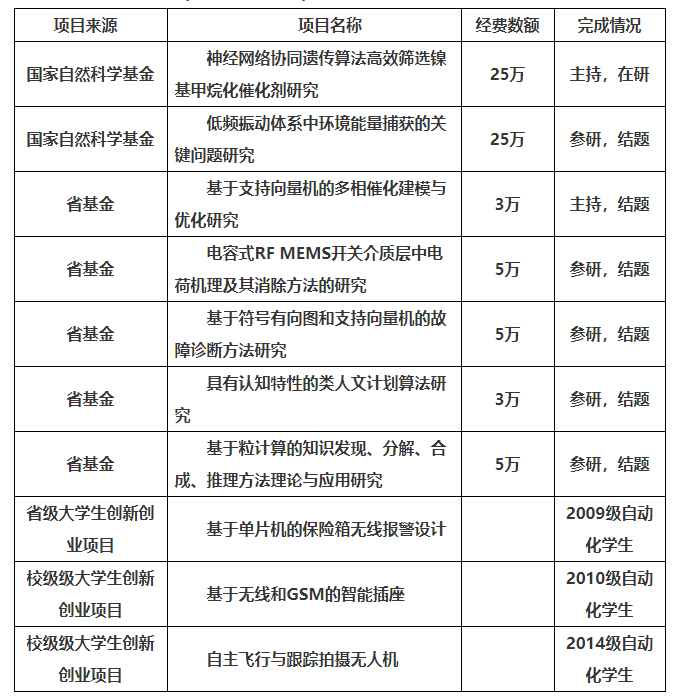 项目来源 项目名称 经费数额 完成情况
国家自然科学基金 神经网络协同遗传算法高效筛选镍 25万 主持，在研
基甲烷化催化剂研究
国家自然科学基金 低频振动体系中环境能量捕获的关 25万 参研，结题
键问题研究
省基金 基于支持向量机的多相催化建模与 3万 主持，结题
优化研究
省基金 电容式RF MEMS开关介质层中电 5万 参研，结题
荷机理及其消除方法的研究
省基金 基于符号有向图和支持向量机的故 5万 参研，结题
障诊断方法研究
省基金 具有认知特性的类人文计划算法研 3万 参研，结题
究
省基金 基于粒计算的知识发现、分解、合 5万 参研，结题
成、推理方法理论与应用研究
省级大学生创新创 基于单片机的保险箱无线报警设计 2009级自动
业项目 化学生
校级级大学生创新 基于无线和GSM的智能插座 2010级自动
创业项目 化学生
校级级大学生创新 自主飞行与跟踪拍摄无人机 2014级自动
创业项目 化学生